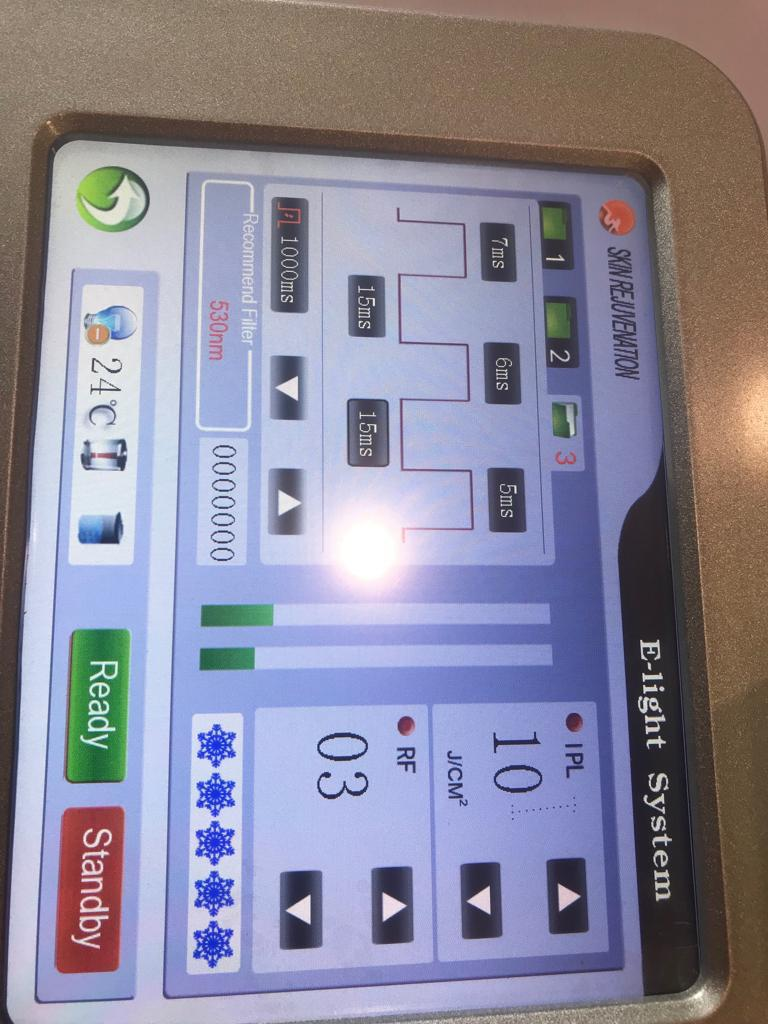 E-light System
SKIN REJUVENATION
1
2
3
7ms
6ms
5ms
15ms
15ms
1000ms
Recommend Filter
530nm
0000000
IPL
10
J/CM²
RF
03
24℃
Ready
Standby